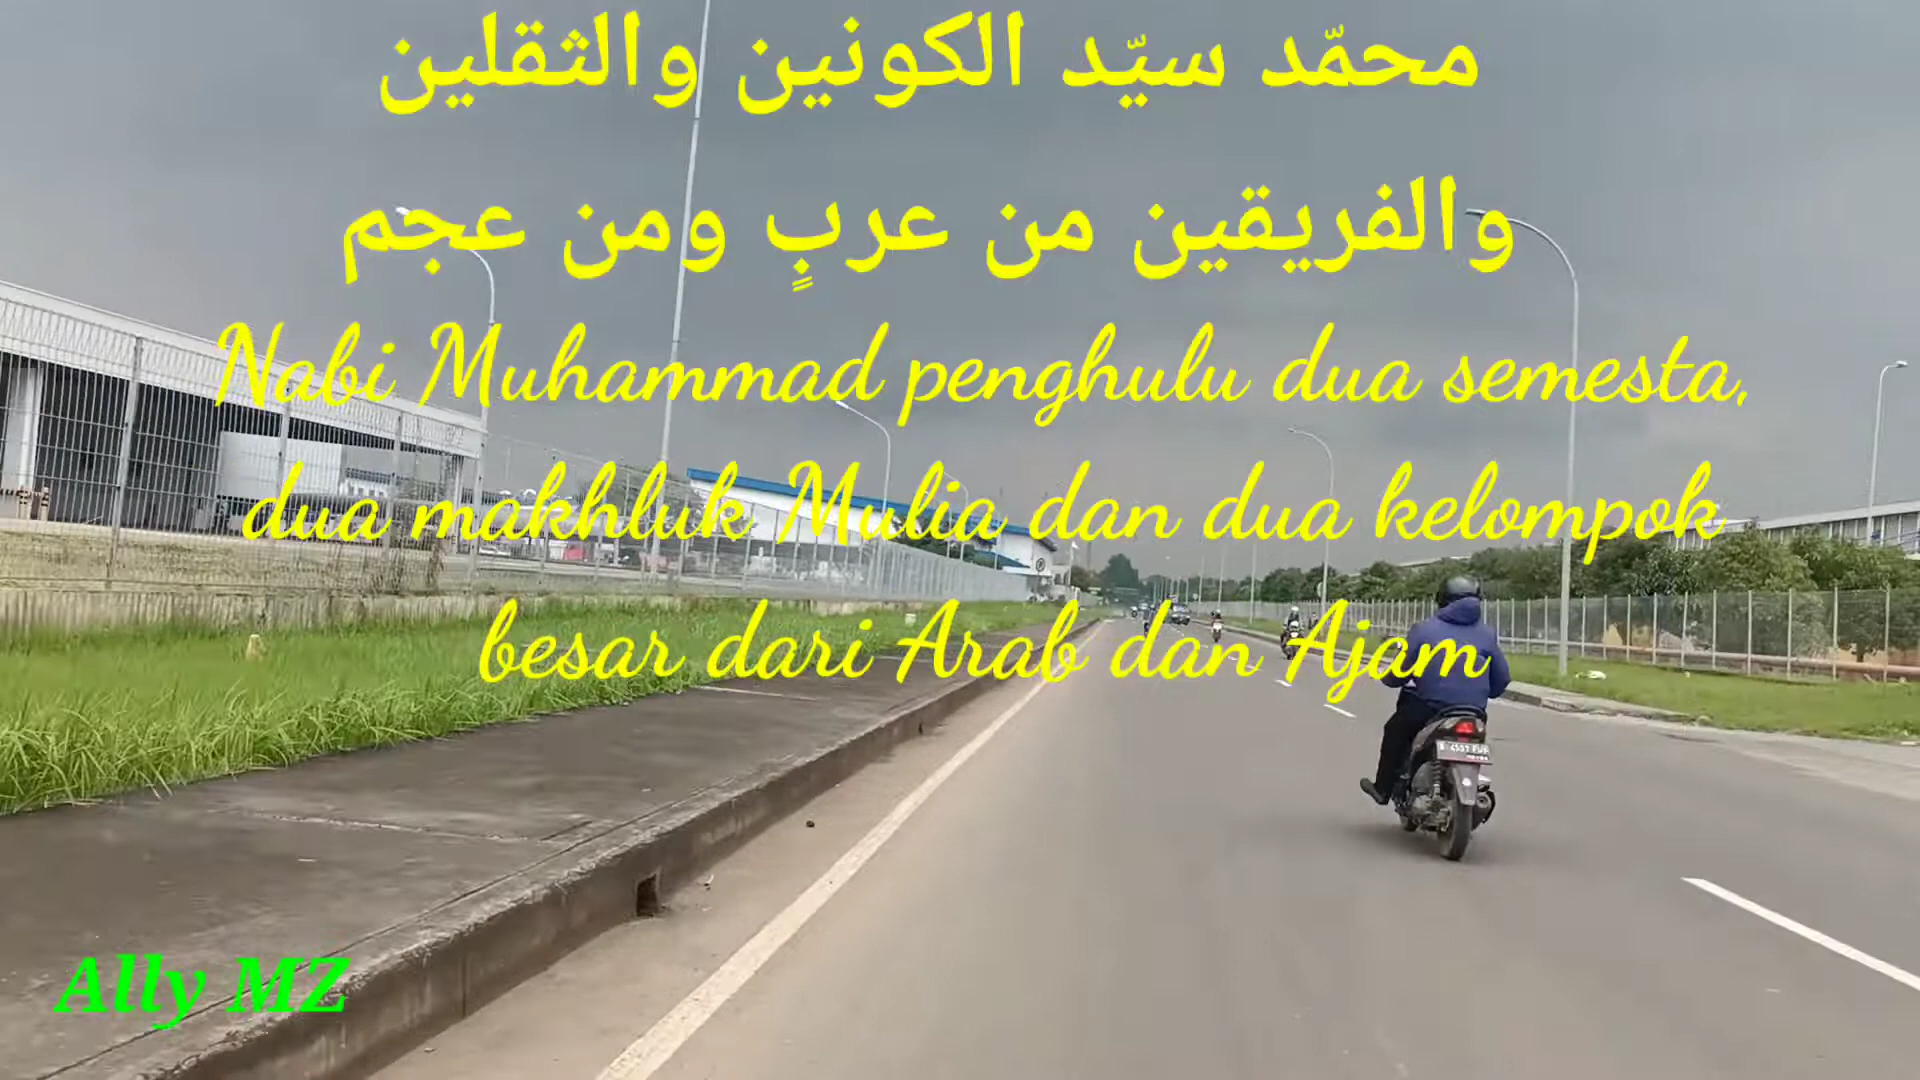 محمّد سيّد الكونين والثقلين
والفريقين من عربٍ ومن عجم
Nabi Muhammad penghulu dua semesta,
dua makhluk Mulia dan dua kelompok
besar dari Arab dan Ajam
Ally MZ